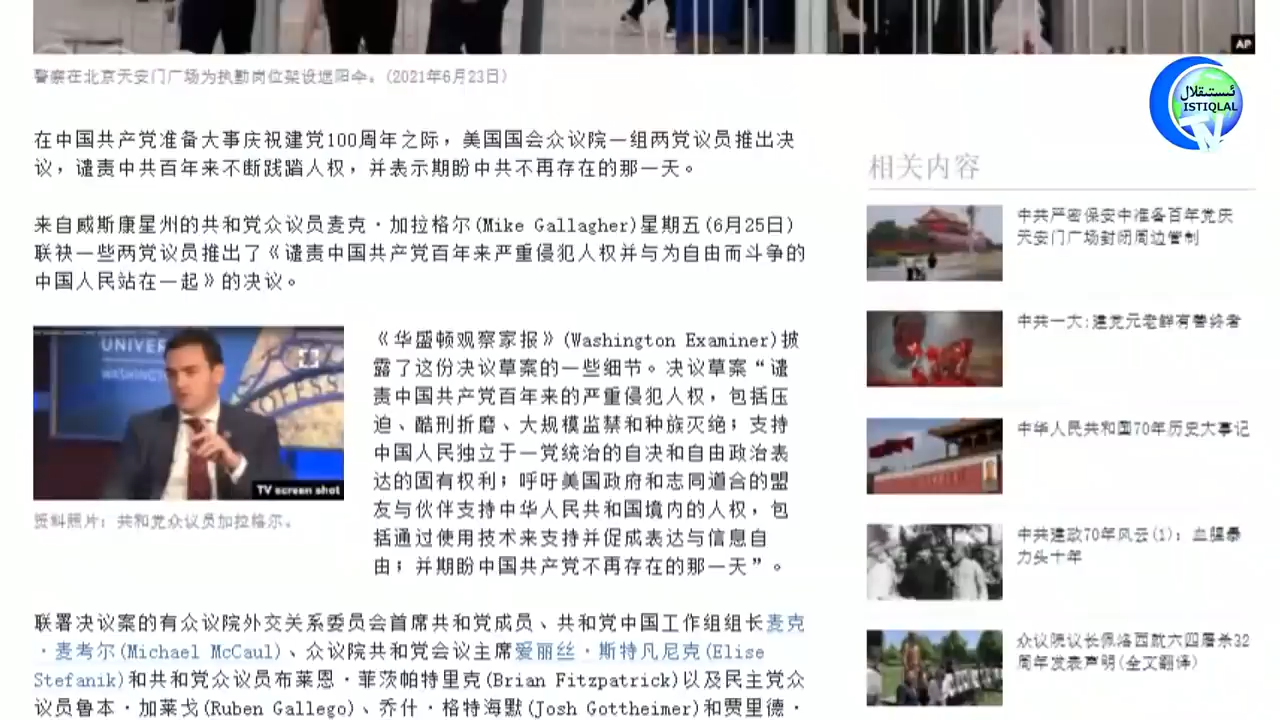 AP
警察在北京天安门广场为执勤岗位架设遮阳伞。(2021年6月23日)
ئىستىقلال
ISTIQLAL
TV
在中国共产党准备大事庆祝建党100周年之际，美国国会众议院一组两党议员推出决
议，谴责中共百年来不断践踏人权，并表示期盼中共不再存在的那一天。
来自威斯康星州的共和党众议员麦克·加拉格尔(Mike Gallagher)星期五(6月25日)
联袂一些两党议员推出了《谴责中国共产党百年来严重侵犯人权并与为自由而斗争的
中国人民站在一起》的决议。
UNIVER
WASHINGT
TV screen shot
资料照片：共和党众议员加拉格尔。
《华盛顿观察家报》(Washington Examiner)披
露了这份决议草案的一些细节。决议草案“谴
责中国共产党百年来的严重侵犯人权，包括压
迫、酷刑折磨、大规模监禁和种族灭绝；支持
中国人民独立于一党统治的自决和自由政治表
达的固有权利；呼吁美国政府和志同道合的盟
友与伙伴支持中华人民共和国境内的人权，包
括通过使用技术来支持并促成表达与信息自
由；并期盼中国共产党不再存在的那一天”。
联署决议案的有众议院外交关系委员会首席共和党成员、共和党中国工作组组长麦克
·麦考尔(Michael McCaul)、众议院共和党会议主席爱丽丝·斯特凡尼克(Elise
Stefanik)和共和党众议员布莱恩·菲茨帕特里克(Brian Fitzpatrick)以及民主党众
议员鲁本·加莱戈(Ruben Gallego)、乔什·格特海默(Josh Gottheimer)和贾里德·
相关内容
中共严密保安中准备百年党庆
天安门广场封闭周边管制
中共一大:建党元老鲜有善终者
中华人民共和国70年历史大事记
中共建政70年风云(1)：血腥暴
力头十年
众议院议长佩洛西就六四屠杀32
周年发表声明(全文翻译)